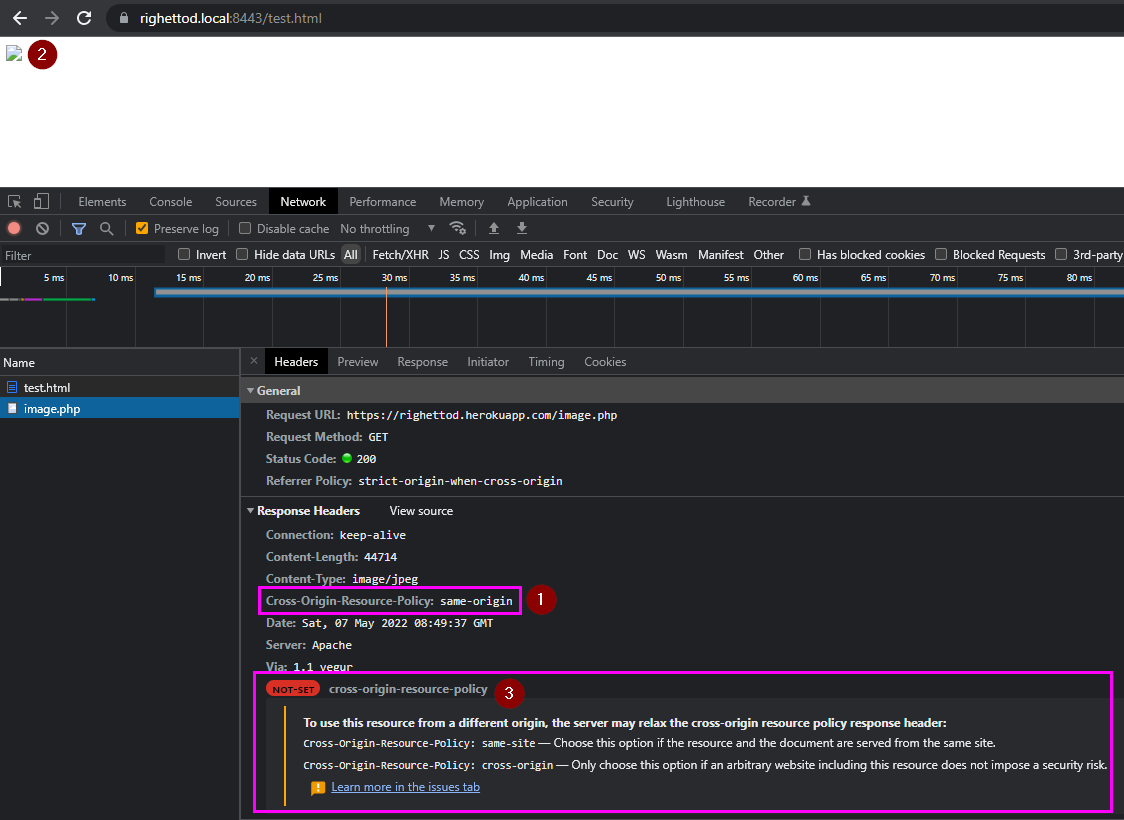 righettod.local:8443/test.html
2
Elements Console Sources Network Performance Memory Application Security Lighthouse Recorder
Preserve log Disable cache No throttling
Filter Invert Hide data URLs All Fetch/XHR JS CSS Img Media Font Doc WS Wasm Manifest Other Has blocked cookies Blocked Requests 3rd-party
5 ms 10 ms 15 ms 20 ms 25 ms 30 ms 35 ms 40 ms 45 ms 50 ms 55 ms 60 ms 65 ms 70 ms 75 ms 80 ms
Name
× Headers Preview Response Initiator Timing Cookies
test.html
image.php
General
Request URL: https://righettod.herokuapp.com/image.php
Request Method: GET
Status Code: 200
Referrer Policy: strict-origin-when-cross-origin
Response Headers View source
Connection: keep-alive
Content-Length: 44714
Content-Type: image/jpeg
Cross-Origin-Resource-Policy: same-origin 1
Date: Sat, 07 May 2022 08:49:37 GMT
Server: Apache
Via: 1.1 vegur
NOT-SET cross-origin-resource-policy 3
To use this resource from a different origin, the server may relax the cross-origin resource policy response header:
Cross-Origin-Resource-Policy: same-site — Choose this option if the resource and the document are served from the same site.
Cross-Origin-Resource-Policy: cross-origin — Only choose this option if an arbitrary website including this resource does not impose a security risk.
Learn more in the issues tab